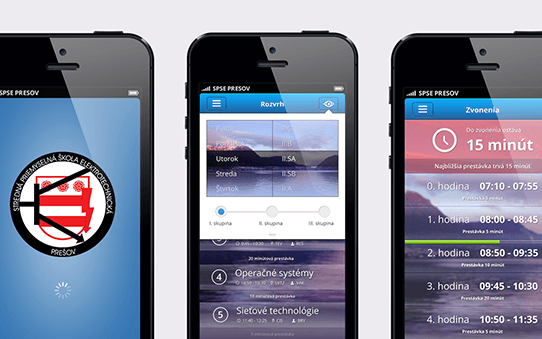 SPSE PRESOV
STREDNÁ PRIEMYSELNÁ ŠKOLA ELEKTROTECHNICKÁ
PREŠOV
SPSE PRESOV
Rozvrh
II.B
Utorok II.SA
Streda II.SB
Štvrtok
I. skupina II. skupina III. skupina
20 minútová prestávka
4 Operačné systémy
10 minútová prestávka
5 Sieťové technológie
SPSE PRESOV
Zvonenia
Do zvonenia ostáva
15 minút
Najbližšia prestávka trvá 15 minút
0. hodina 07:10 - 07:55
Prestávka 5 minút
1. hodina 08:00 - 08:45
Prestávka 5 minút
2. hodina 08:50 - 09:35
Prestávka 10 minút
3. hodina 09:45 - 10:30
Prestávka 20 minút
4. hodina 10:50 - 11:35
Prestávka 5 minút